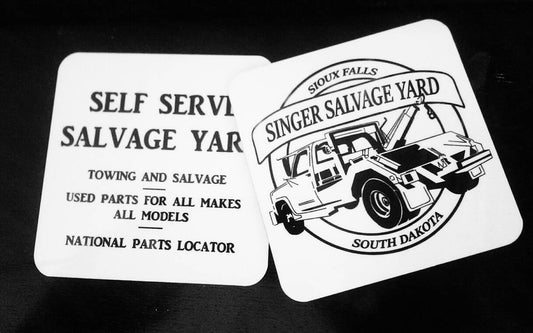 SELF SERVE
SALVAGE YARD
TOWING AND SALVAGE
USED PARTS FOR ALL MAKES
ALL MODELS
NATIONAL PARTS LOCATOR
SIOUX FALLS
SINGER SALVAGE YARD
SOUTH DAKOTA